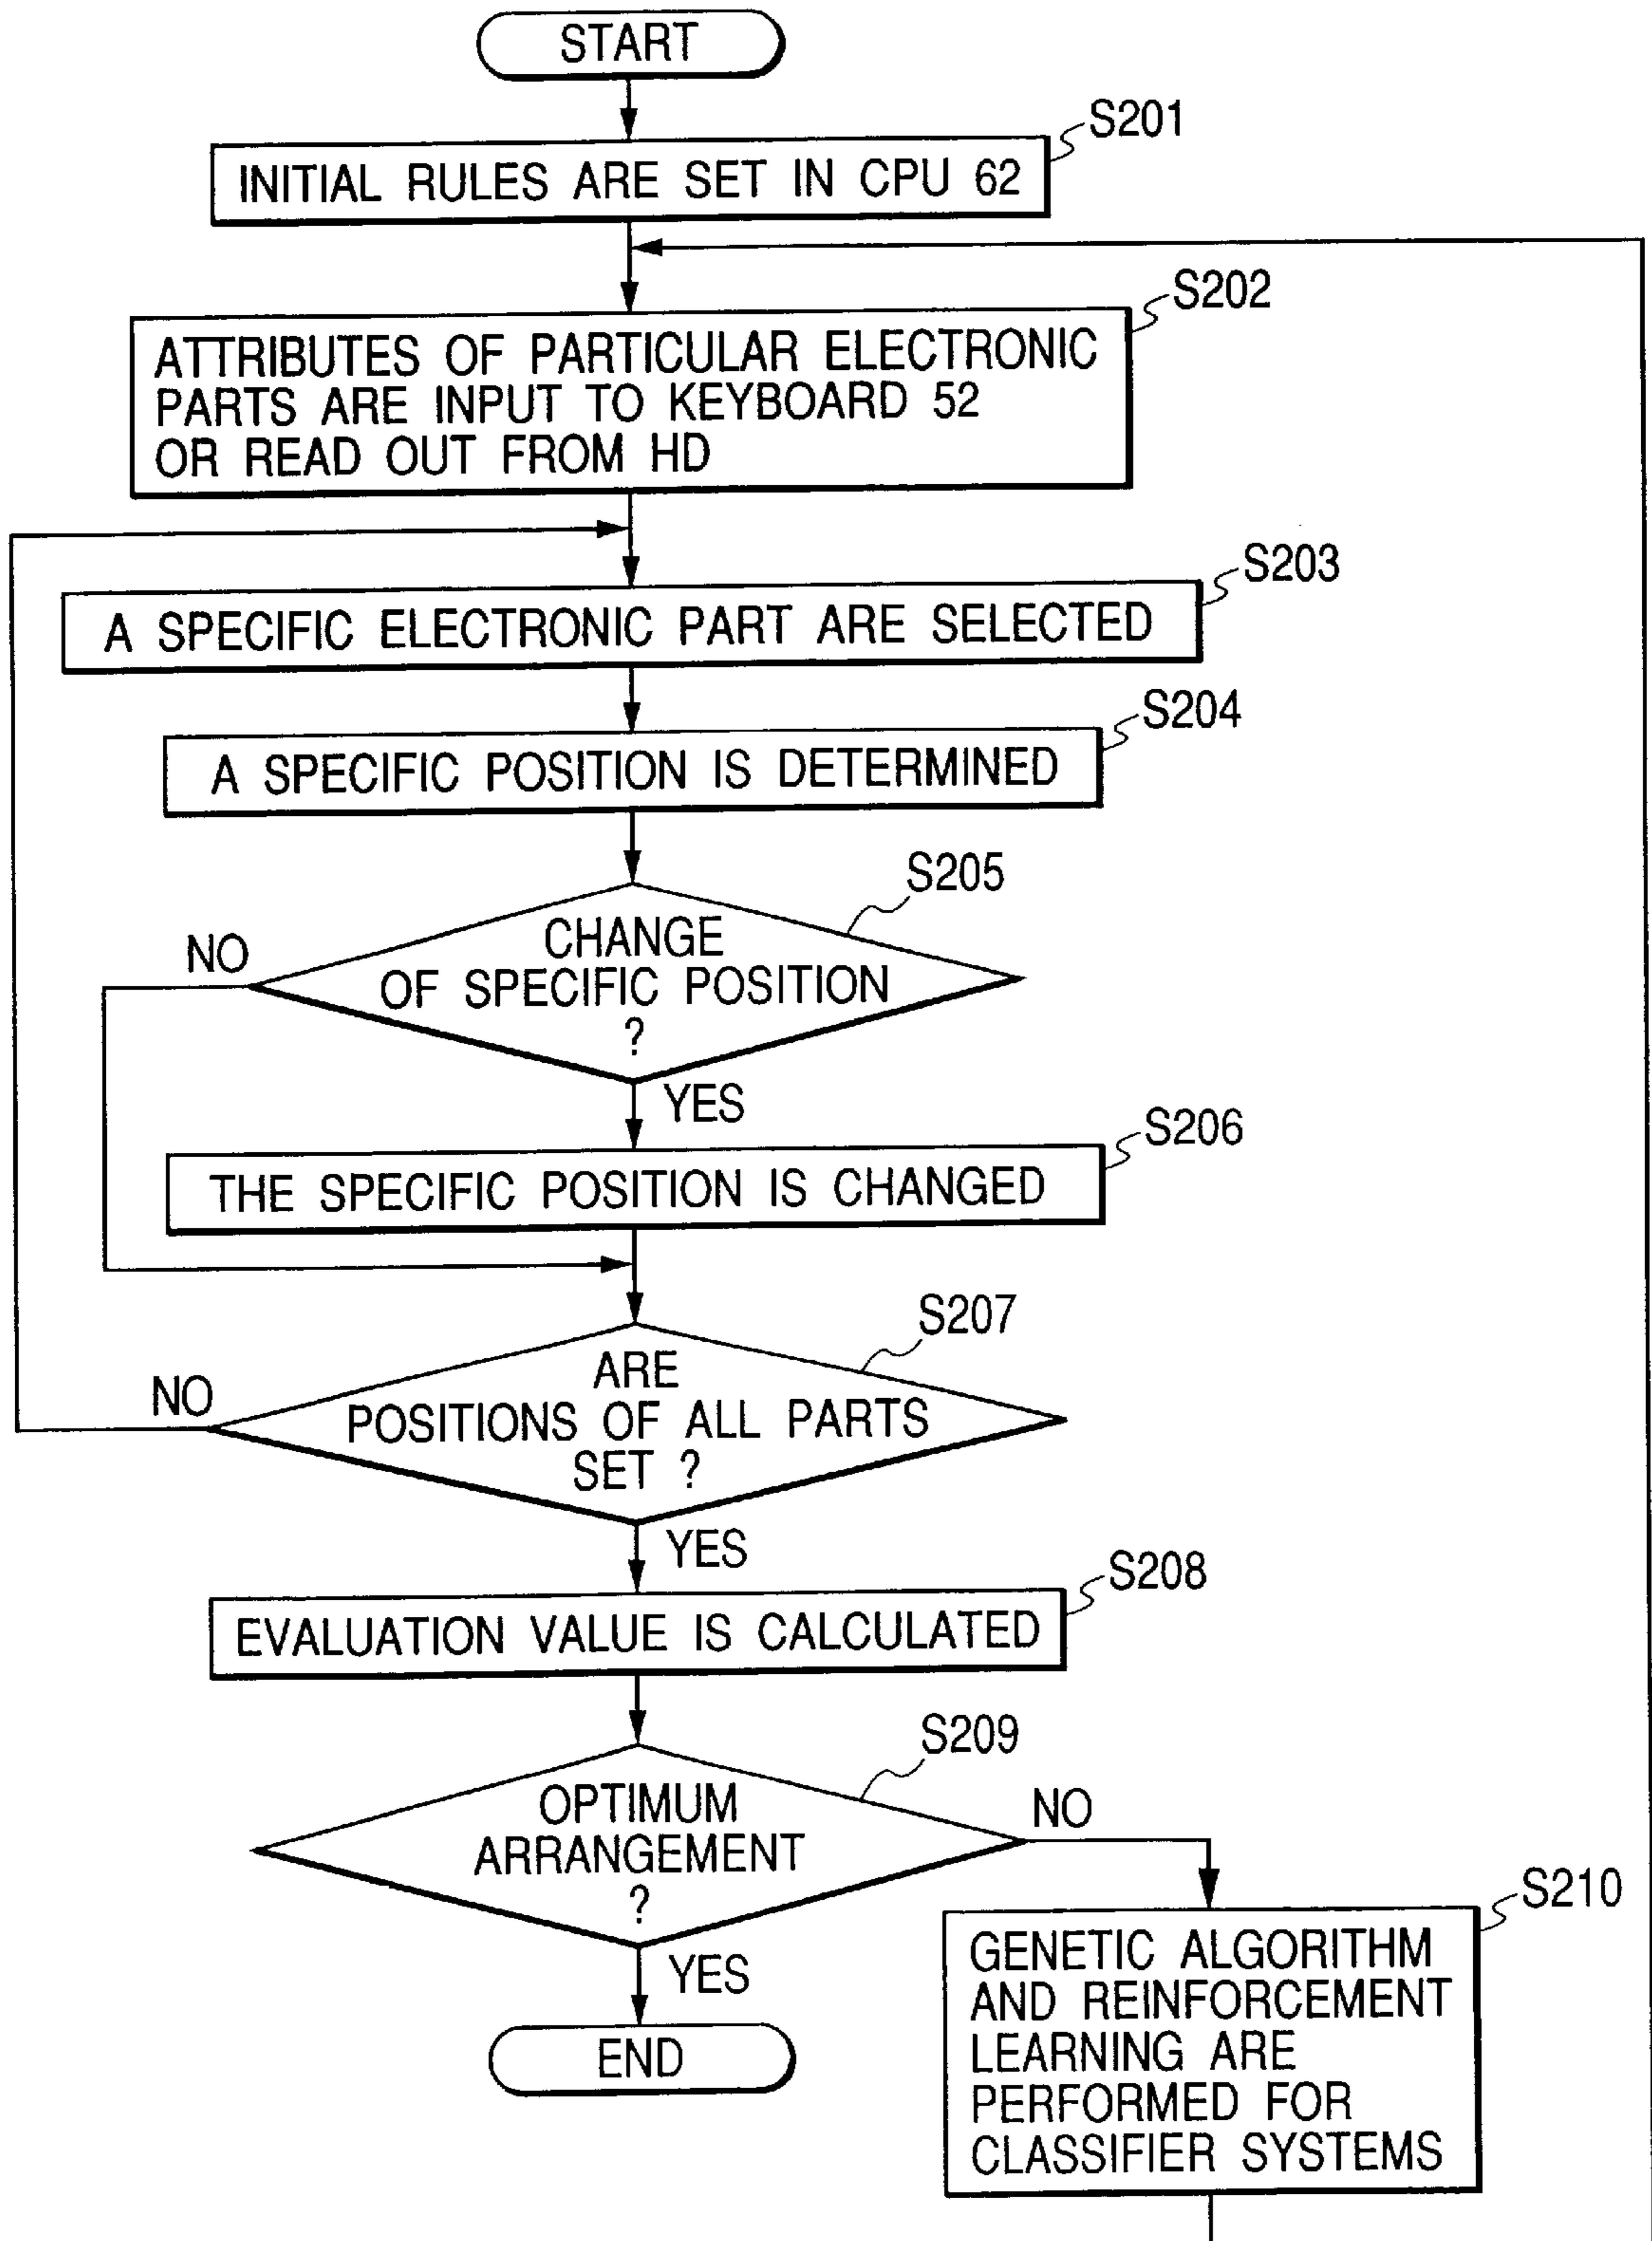 START
S201
INITIAL RULES ARE SET IN CPU 62
S202
ATTRIBUTES OF PARTICULAR ELECTRONIC
PARTS ARE INPUT TO KEYBOARD 52
OR READ OUT FROM HD
S203
A SPECIFIC ELECTRONIC PART ARE SELECTED
S204
A SPECIFIC POSITION IS DETERMINED
S205
NO
CHANGE
OF SPECIFIC POSITION
?
YES
S206
THE SPECIFIC POSITION IS CHANGED
S207
NO
ARE
POSITIONS OF ALL PARTS
SET ?
YES
S208
EVALUATION VALUE IS CALCULATED
S209
OPTIMUM
ARRANGEMENT
?
NO
YES
END
S210
GENETIC ALGORITHM
AND REINFORCEMENT
LEARNING ARE
PERFORMED FOR
CLASSIFIER SYSTEMS